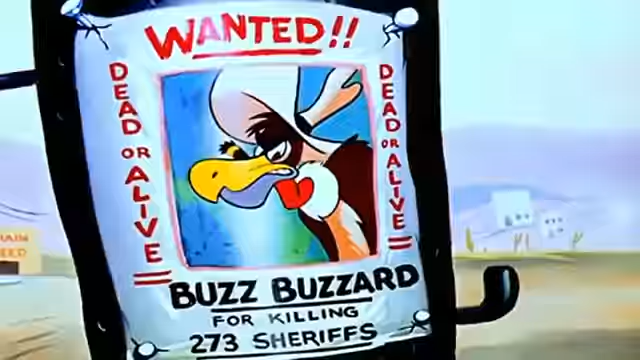 WANTED!!
DEAD OR ALIVE
DEAD OR ALIVE
BUZZ BUZZARD
FOR KILLING
273 SHERIFFS